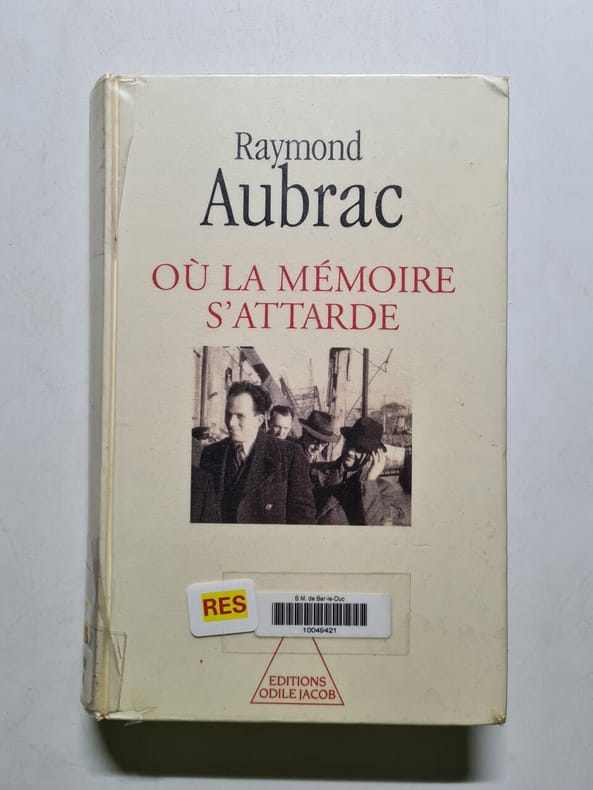 Raymond
Aubrac
OÙ LA MÉMOIRE
S'ATTARDE
RES
B.M. de Bar-le-Duc
10049421
EDITIONS
ODILE JACOB